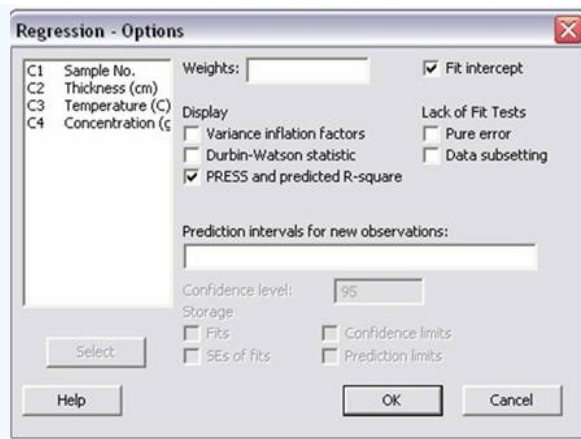 Regression - Options
C1 Sample No.
C2 Thickness (cm)
C3 Temperature (C)
C4 Concentration (g
Weights:
Fit intercept
Display
Variance inflation factors
Durbin-Watson statistic
PRESS and predicted R-square
Lack of Fit Tests
Pure error
Data subsetting
Prediction intervals for new observations:
Confidence level: 95
Storage
Fits
Confidence limits
SEs of fits
Prediction limits
Select
Help
OK
Cancel